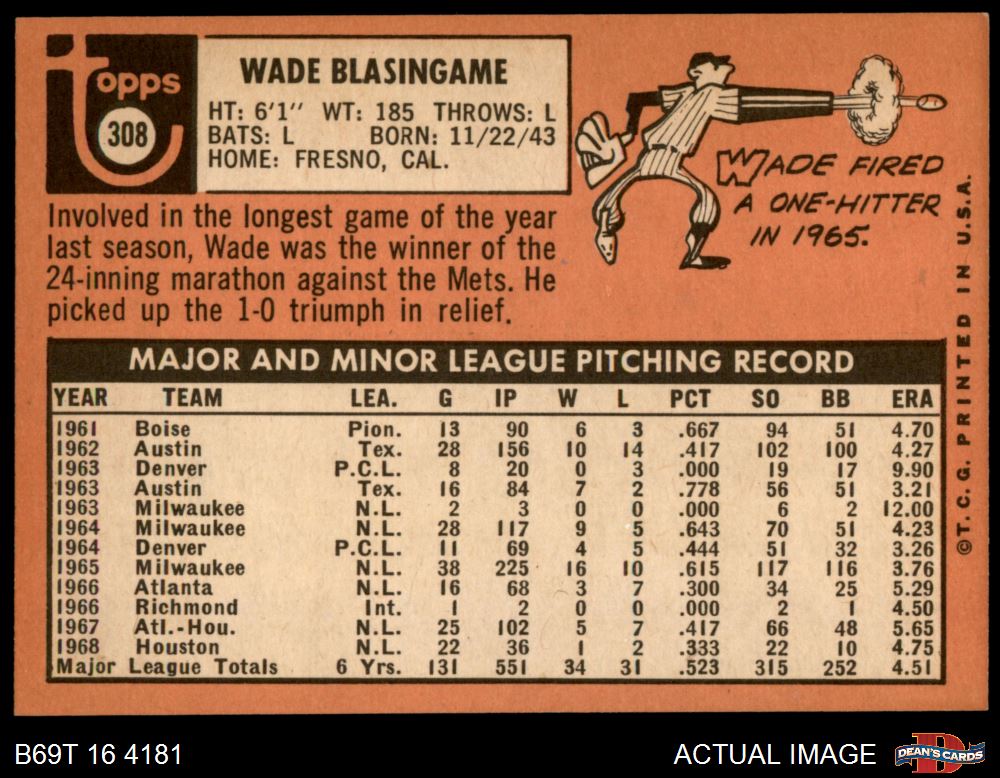 topps
308
WADE BLASINGAME
HT: 6'1" WT: 185 THROWS: L
BATS: L BORN: 11/22/43
HOME: FRESNO, CAL.
WADE FIRED
A ONE-HITTER
IN 1965.
Involved in the longest game of the year
last season, Wade was the winner of the
24-inning marathon against the Mets. He
picked up the 1-0 triumph in relief.
MAJOR AND MINOR LEAGUE PITCHING RECORD
YEAR TEAM LEA. G IP W L PCT SO BB ERA
1961 Boise Pion. 13 90 6 3 .667 94 51 4.70
1962 Austin Tex. 28 156 10 14 .417 102 100 4.27
1963 Denver P.C.L. 8 20 0 3 .000 19 17 9.90
1963 Austin Tex. 16 84 7 2 .778 56 51 3.21
1963 Milwaukee N.L. 2 3 0 0 .000 6 2 12.00
1964 Milwaukee N.L. 28 117 9 5 .643 70 51 4.23
1964 Denver P.C.L. 11 69 4 5 .444 51 32 3.26
1965 Milwaukee N.L. 38 225 16 10 .615 117 116 3.76
1966 Atlanta N.L. 16 68 3 7 .300 34 25 5.29
1966 Richmond Int. 1 2 0 0 .000 2 1 4.50
1967 Atl.-Hou. N.L. 25 102 5 7 .417 66 48 5.65
1968 Houston N.L. 22 36 1 2 .333 22 10 4.75
Major League Totals 6 Yrs. 131 551 34 31 .523 315 252 4.51
©T. C. G. PRINTED IN U.S.A.
B69T 16 4181
ACTUAL IMAGE
DEAN'S CARDS